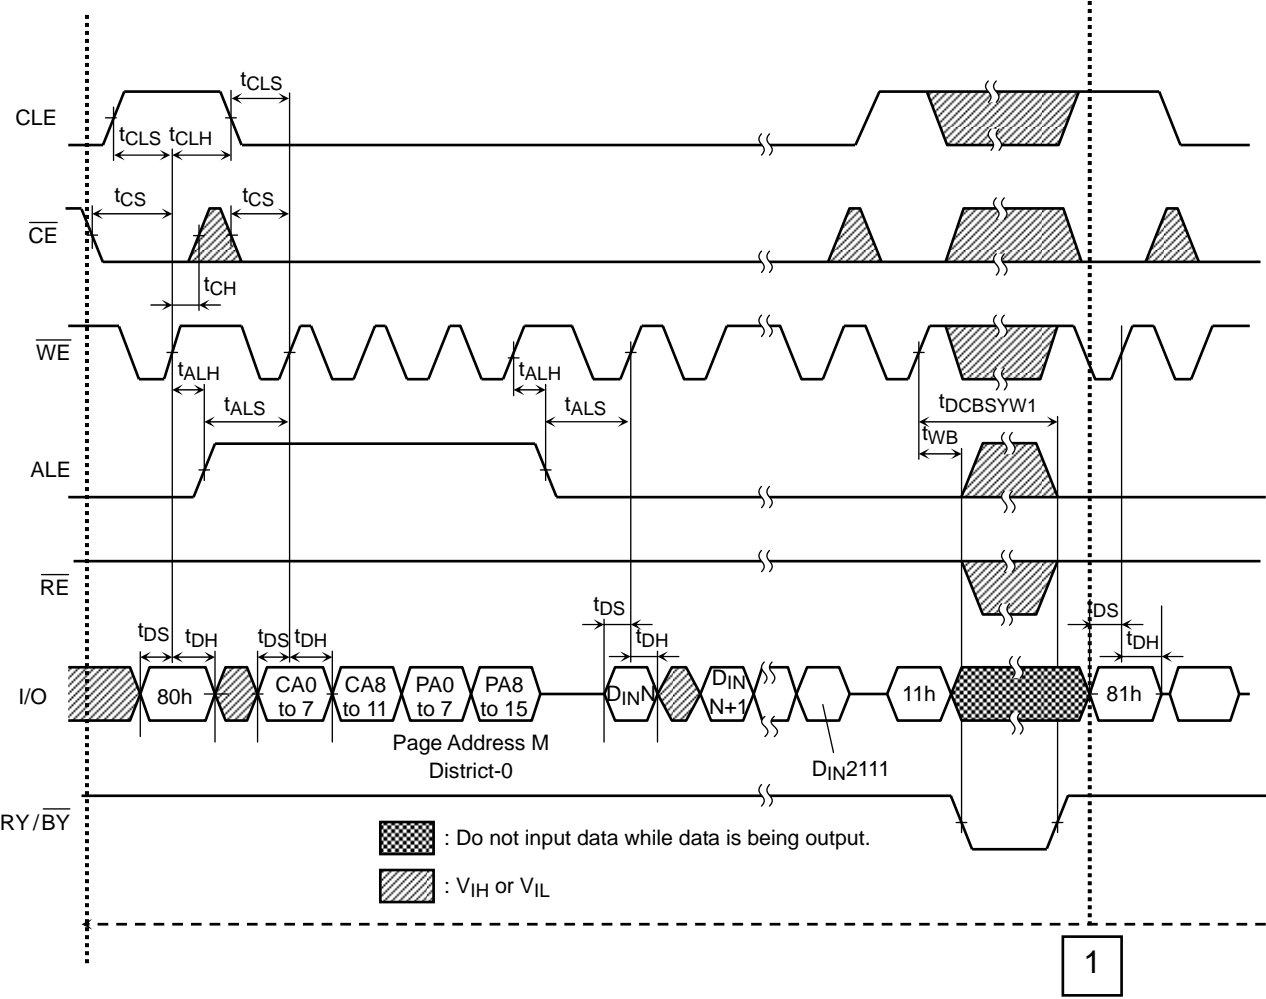 tCLS
CLE
tCLS tCLH
tCS tCS
CE
tCH
WE
tALH tALH
tALS tALS tDCBSYW1
tWB
ALE
RE
tDS tDH tDS tDH tDS tDH tDS tDH
I/O 80h CA0 to 7 CA8 to 11 PA0 to 7 PA8 to 15 DINN DIN N+1 11h 81h
Page Address M
District-0
DIN2111
RY/BY
: Do not input data while data is being output.
: VIH or VIL
1